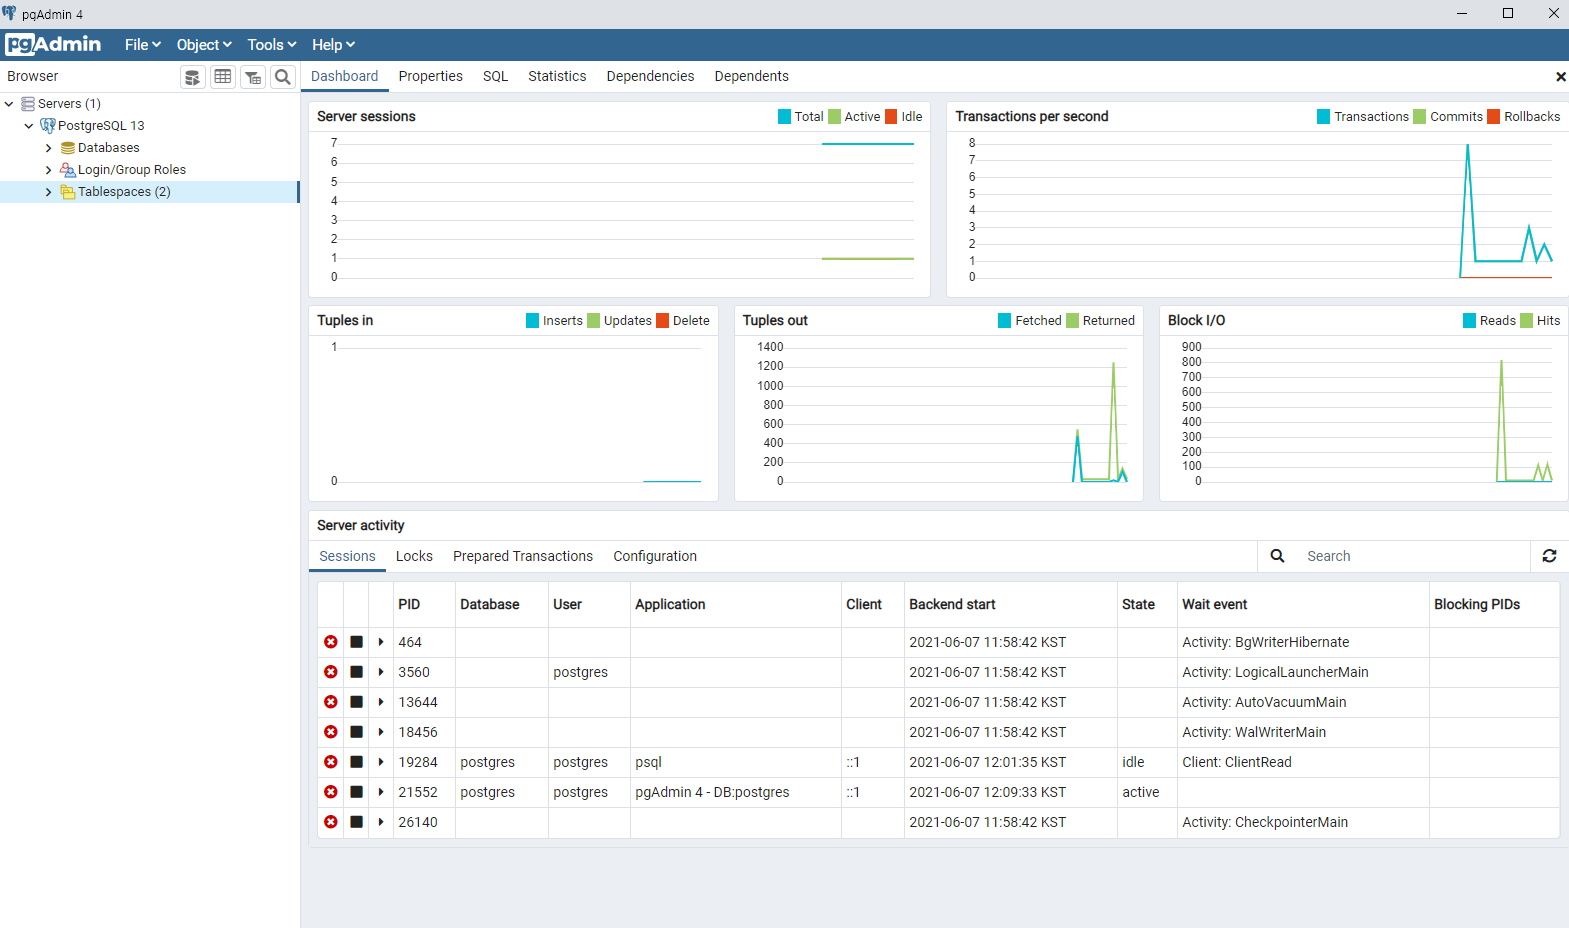 pgAdmin 4
pgAdmin File Object Tools Help
Browser
Dashboard Properties SQL Statistics Dependencies Dependents
Servers (1)
PostgreSQL 13
Databases
Login/Group Roles
Tablespaces (2)
Server sessions Total Active Idle
7
6
5
4
3
2
1
0
Transactions per second Transactions Commits Rollbacks
8
7
6
5
4
3
2
1
0
Tuples in Inserts Updates Delete
1
0
Tuples out Fetched Returned
1400
1200
1000
800
600
400
200
0
Block I/O Reads Hits
900
800
700
600
500
400
300
200
100
0
Server activity
Sessions Locks Prepared Transactions Configuration Search
PID Database User Application Client Backend start State Wait event Blocking PIDs
464 2021-06-07 11:58:42 KST Activity: BgWriterHibernate
3560 postgres 2021-06-07 11:58:42 KST Activity: LogicalLauncherMain
13644 2021-06-07 11:58:42 KST Activity: AutoVacuumMain
18456 2021-06-07 11:58:42 KST Activity: WalWriterMain
19284 postgres postgres psql ::1 2021-06-07 12:01:35 KST idle Client: ClientRead
21552 postgres postgres pgAdmin 4 - DB:postgres ::1 2021-06-07 12:09:33 KST active
26140 2021-06-07 11:58:42 KST Activity: CheckpointerMain